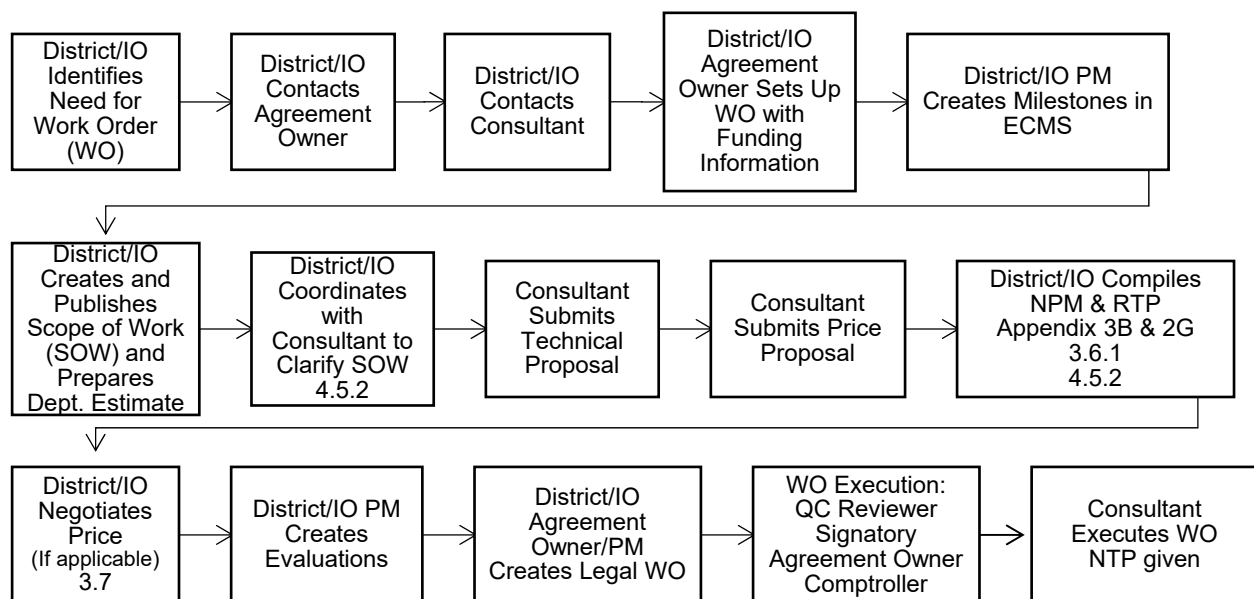 District/IO
Identifies
Need for
Work Order
(WO)
District/IO
Contacts
Agreement
Owner
District/IO
Contacts
Consultant
District/IO
Agreement
Owner Sets Up
WO with
Funding
Information
District/IO PM
Creates Milestones in
ECMS
District/IO
Creates and
Publishes
Scope of Work
(SOW) and
Prepares
Dept. Estimate
District/IO
Coordinates
with
Consultant to
Clarify SOW
4.5.2
Consultant
Submits
Technical
Proposal
Consultant
Submits Price
Proposal
District/IO Compiles
NPM & RTP
Appendix 3B & 2G
3.6.1
4.5.2
District/IO
Negotiates
Price
(If applicable)
3.7
District/IO PM
Creates
Evaluations
District/IO
Agreement
Owner/PM
Creates Legal WO
WO Execution:
QC Reviewer
Signatory
Agreement Owner
Comptroller
Consultant
Executes WO
NTP given